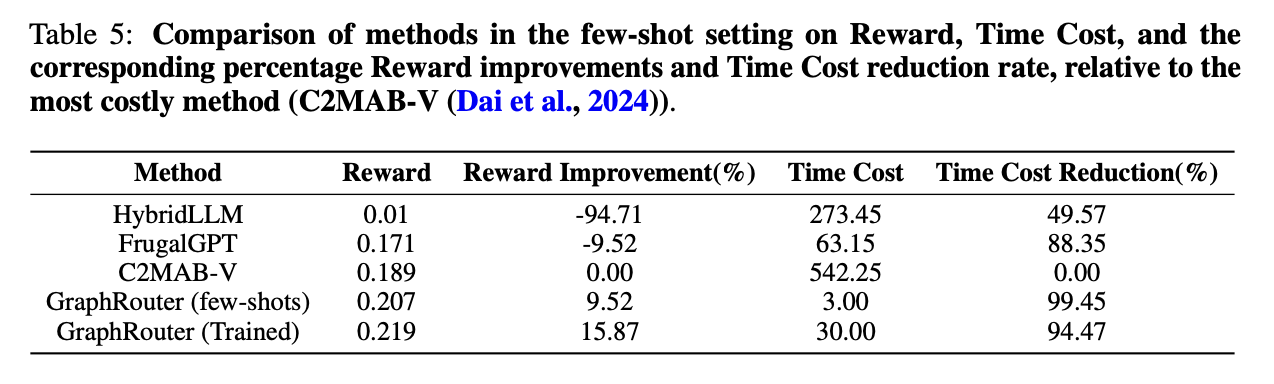 Table 5: Comparison of methods in the few-shot setting on Reward, Time Cost, and the
corresponding percentage Reward improvements and Time Cost reduction rate, relative to the
most costly method (C2MAB-V (Dai et al., 2024)).
Method Reward Reward Improvement(%) Time Cost Time Cost Reduction(%)
HybridLLM 0.01 -94.71 273.45 49.57
FrugalGPT 0.171 -9.52 63.15 88.35
C2MAB-V 0.189 0.00 542.25 0.00
GraphRouter (few-shots) 0.207 9.52 3.00 99.45
GraphRouter (Trained) 0.219 15.87 30.00 94.47